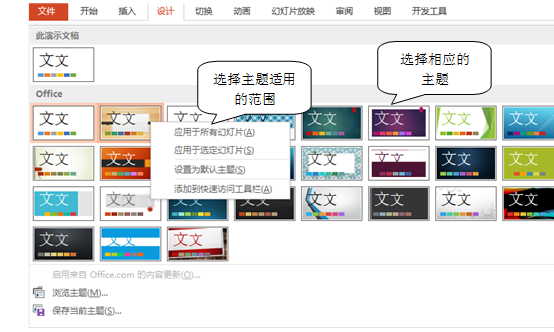 文件 开始 插入 设计 切换 动画 幻灯片放映 审阅 视图 开发工具
此演示文稿
文文
选择主题适用
的范围
选择相应的
主题
Office
文文 文文 文文 文文 文文 文文 文文
应用于所有幻灯片(A)
应用于选定幻灯片(S)
设置为默认主题(S)
添加到快速访问工具栏(A)
文文 文文 文文 文文 文文 文文
文文 文文 文文 文文 文文 文文 文文 文文
文文 文文 文文
启用来自 Office.com 的内容更新(O)...
浏览主题(M)...
保存当前主题(S)...